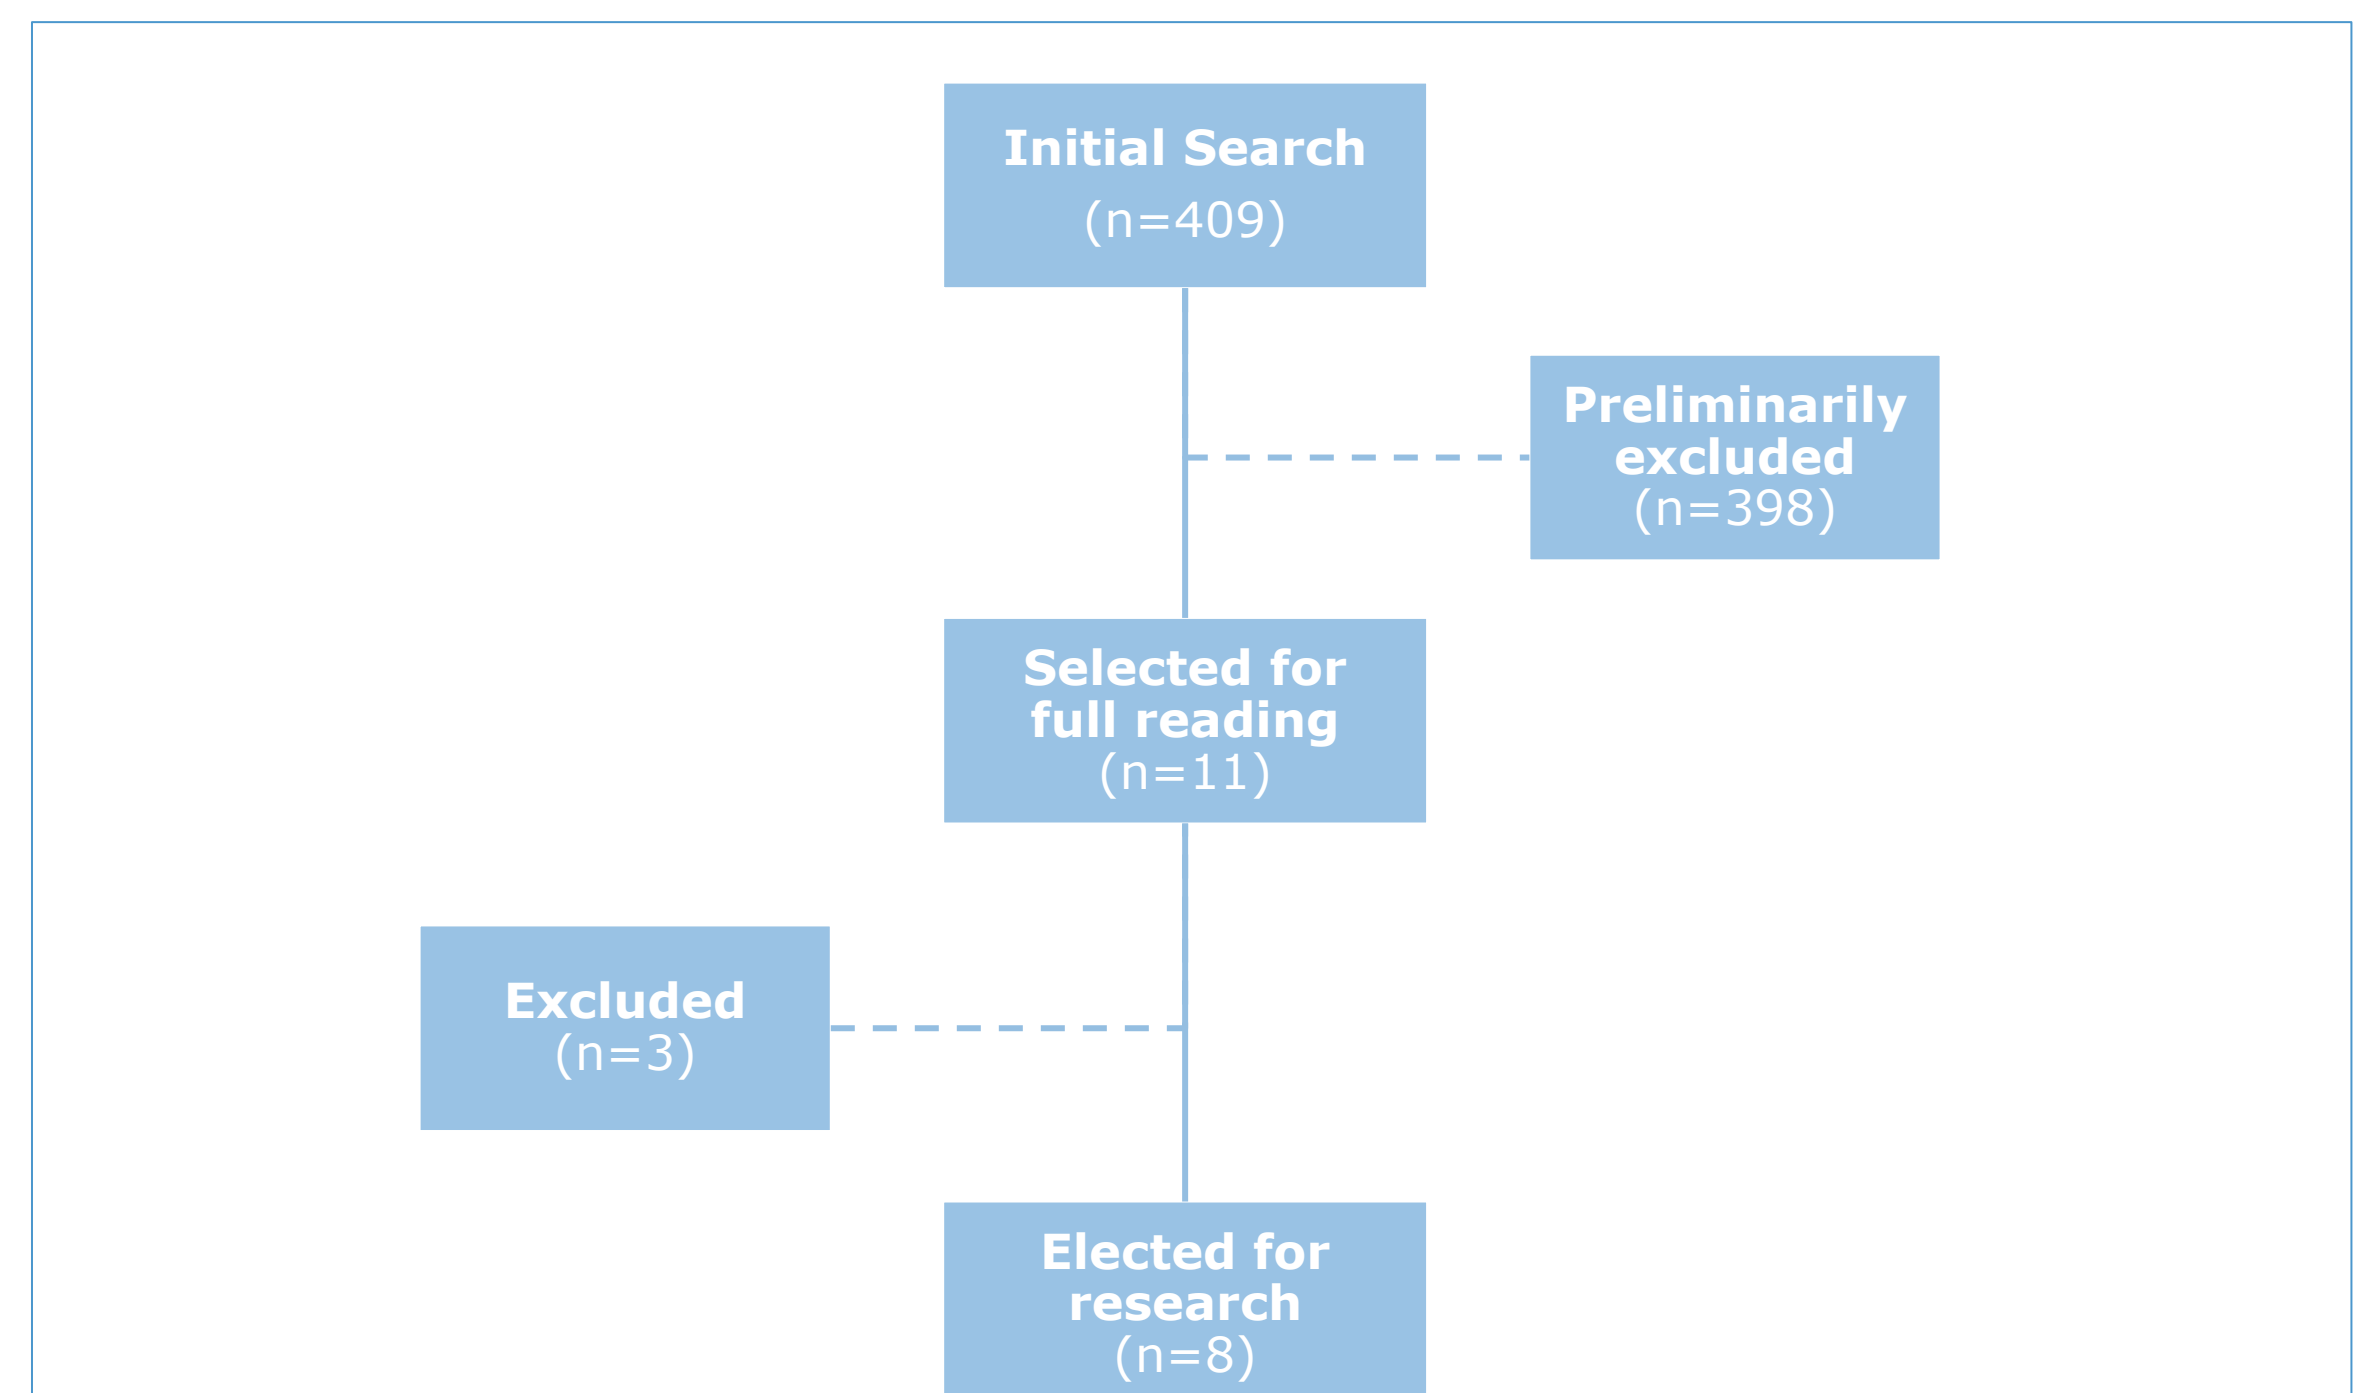 Initial Search
(n=409)
Preliminarily
excluded
(n=398)
Selected for
full reading
(n=11)
Excluded
(n=3)
Elected for
research
(n=8)